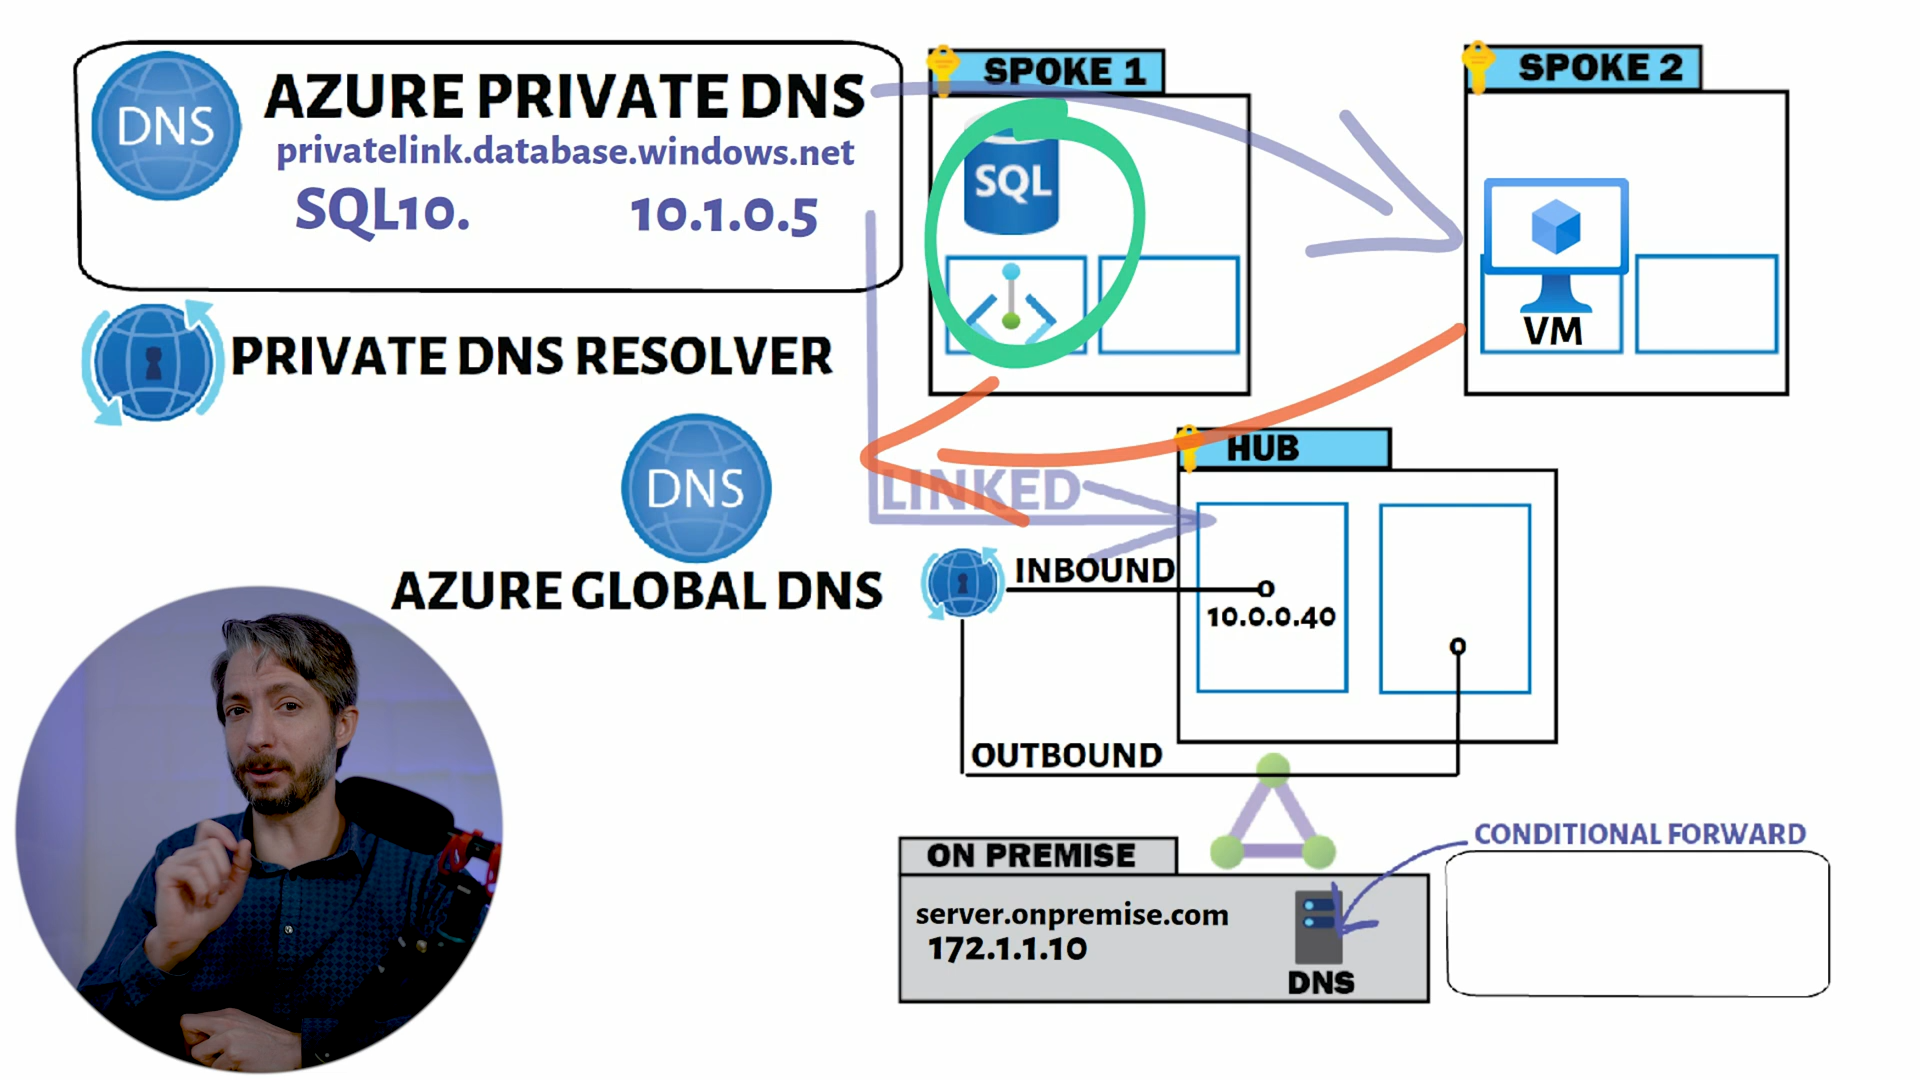 DNS
AZURE PRIVATE DNS
privatelink.database.windows.net
SQL10. 10.1.0.5
PRIVATE DNS RESOLVER
DNS
AZURE GLOBAL DNS
SPOKE 1
SQL
SPOKE 2
VM
HUB
LINKED
INBOUND
10.0.0.40
OUTBOUND
ON PREMISE
server.onpremise.com
172.1.1.10
DNS
CONDITIONAL FORWARD